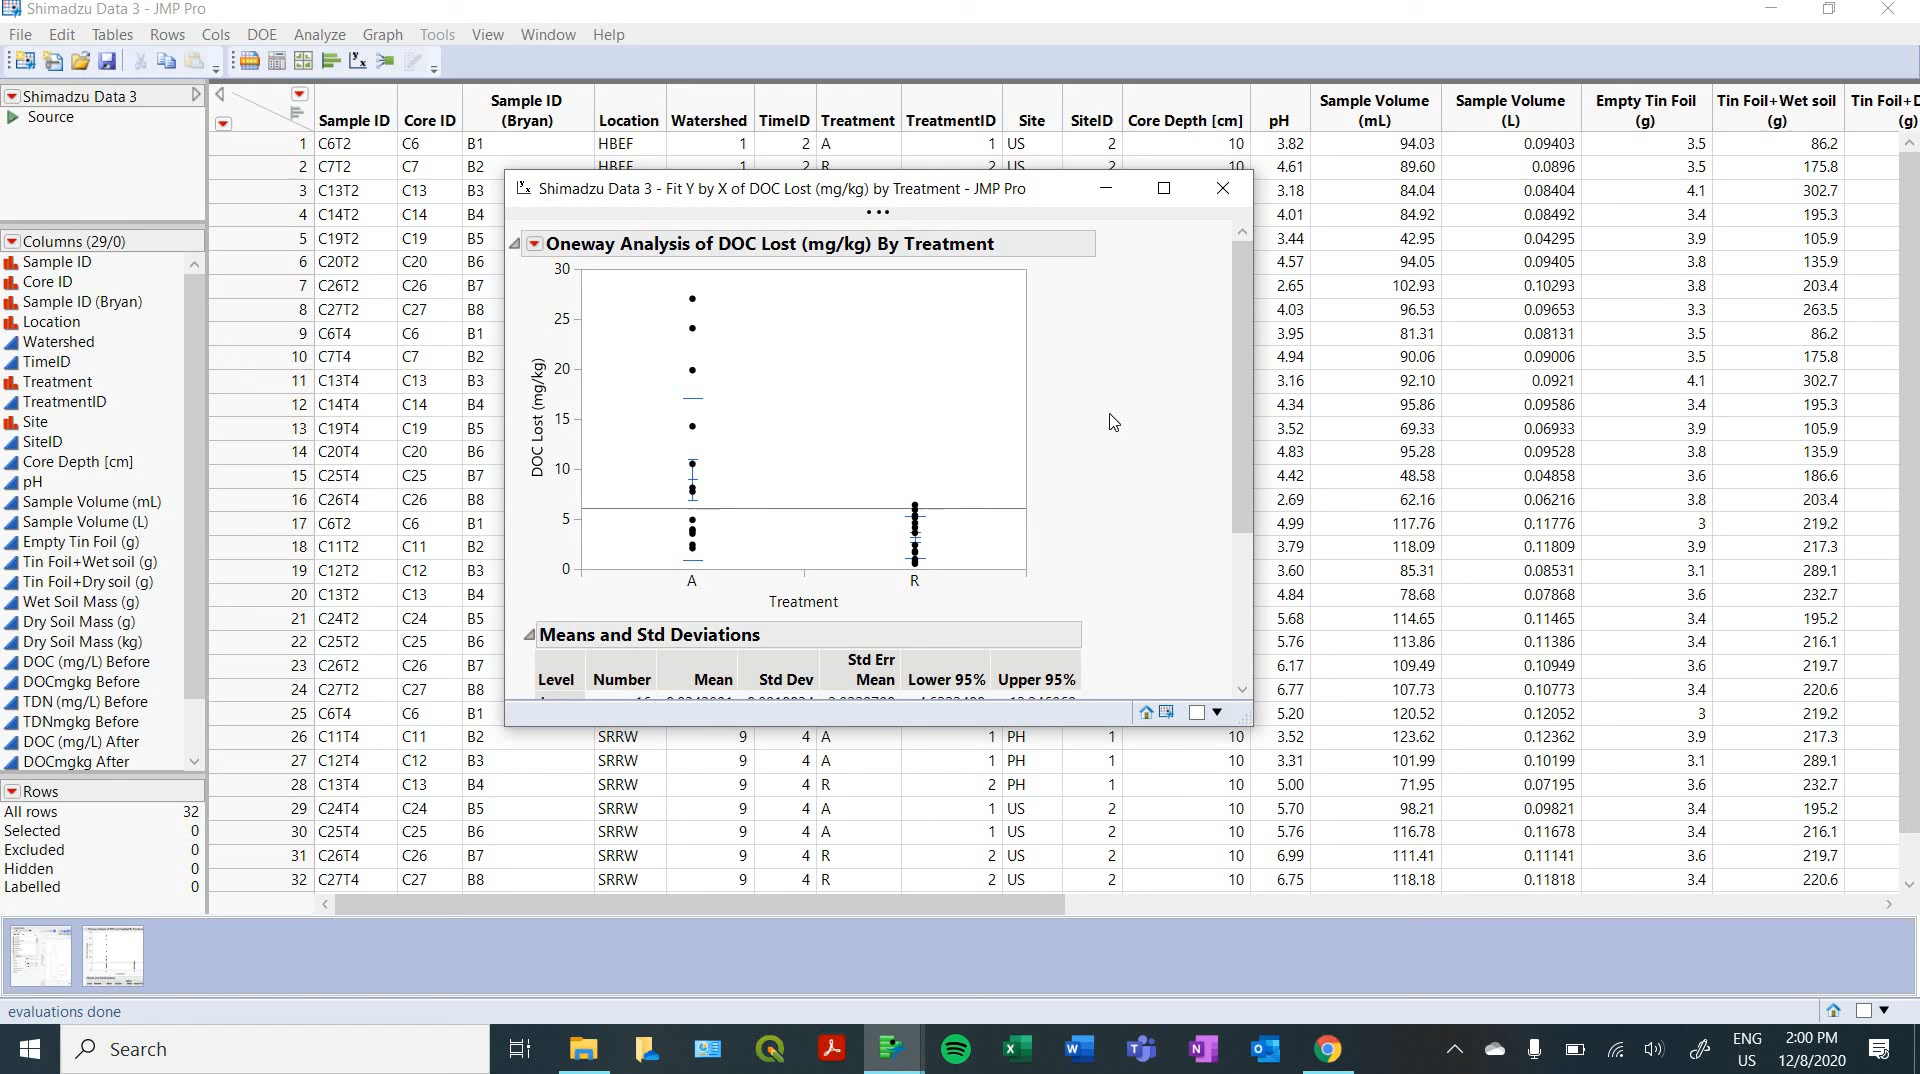 Shimadzu Data 3 - JMP Pro
File Edit Tables Rows Cols DOE Analyze Graph Tools View Window Help
Shimadzu Data 3
Source
Columns (29/0)
Sample ID
Core ID
Sample ID (Bryan)
Location
Watershed
TimeID
Treatment
TreatmentID
Site
SiteID
Core Depth [cm]
pH
Sample Volume (mL)
Sample Volume (L)
Empty Tin Foil (g)
Tin Foil+Wet soil (g)
Tin Foil+Dry soil (g)
Wet Soil Mass (g)
Dry Soil Mass (g)
Dry Soil Mass (kg)
DOC (mg/L) Before
DOCmgkg Before
TDN (mg/L) Before
TDNmgkg Before
DOC (mg/L) After
DOCmgkg After
Rows
All rows 32
Selected 0
Excluded 0
Hidden 0
Labelled 0
Sample ID Core ID Sample ID (Bryan) Location Watershed TimeID Treatment TreatmentID Site SiteID Core Depth [cm] pH Sample Volume (mL) Sample Volume (L) Empty Tin Foil (g) Tin Foil+Wet soil (g) Tin Foil+D (g)
1 C6T2 C6 B1 HBEF 1 2 A 1 US 2 10 3.82 94.03 0.09403 3.5 86.2
2 C7T2 C7 B2 HBEF 1 2 R 2 US 2 10 4.61 89.60 0.0896 3.5 175.8
3 C13T2 C13 B3 3.18 84.04 0.08404 4.1 302.7
4 C14T2 C14 B4 4.01 84.92 0.08492 3.4 195.3
5 C19T2 C19 B5 3.44 42.95 0.04295 3.9 105.9
6 C20T2 C20 B6 4.57 94.05 0.09405 3.8 135.9
7 C26T2 C26 B7 2.65 102.93 0.10293 3.8 203.4
8 C27T2 C27 B8 4.03 96.53 0.09653 3.3 263.5
9 C6T4 C6 B1 3.95 81.31 0.08131 3.5 86.2
10 C7T4 C7 B2 4.94 90.06 0.09006 3.5 175.8
11 C13T4 C13 B3 3.16 92.10 0.0921 4.1 302.7
12 C14T4 C14 B4 4.34 95.86 0.09586 3.4 195.3
13 C19T4 C19 B5 3.52 69.33 0.06933 3.9 105.9
14 C20T4 C20 B6 4.83 95.28 0.09528 3.8 135.9
15 C25T4 C25 B7 4.42 48.58 0.04858 3.6 186.6
16 C26T4 C26 B8 2.69 62.16 0.06216 3.8 203.4
17 C6T2 C6 B1 4.99 117.76 0.11776 3 219.2
18 C11T2 C11 B2 3.79 118.09 0.11809 3.9 217.3
19 C12T2 C12 B3 3.60 85.31 0.08531 3.1 289.1
20 C13T2 C13 B4 4.84 78.68 0.07868 3.6 232.7
21 C24T2 C24 B5 5.68 114.65 0.11465 3.4 195.2
22 C25T2 C25 B6 5.76 113.86 0.11386 3.4 216.1
23 C26T2 C26 B7 6.17 109.49 0.10949 3.6 219.7
24 C27T2 C27 B8 6.77 107.73 0.10773 3.4 220.6
25 C6T4 C6 B1 5.20 120.52 0.12052 3 219.2
26 C11T4 C11 B2 SRRW 9 4 A 1 PH 1 10 3.52 123.62 0.12362 3.9 217.3
27 C12T4 C12 B3 SRRW 9 4 A 1 PH 1 10 3.31 101.99 0.10199 3.1 289.1
28 C13T4 C13 B4 SRRW 9 4 R 2 PH 1 10 5.00 71.95 0.07195 3.6 232.7
29 C24T4 C24 B5 SRRW 9 4 A 1 US 2 10 5.70 98.21 0.09821 3.4 195.2
30 C25T4 C25 B6 SRRW 9 4 A 1 US 2 10 5.76 116.78 0.11678 3.4 216.1
31 C26T4 C26 B7 SRRW 9 4 R 2 US 2 10 6.99 111.41 0.11141 3.6 219.7
32 C27T4 C27 B8 SRRW 9 4 R 2 US 2 10 6.75 118.18 0.11818 3.4 220.6
Shimadzu Data 3 - Fit Y by X of DOC Lost (mg/kg) by Treatment - JMP Pro
Oneway Analysis of DOC Lost (mg/kg) By Treatment
DOC Lost (mg/kg)
30
25
20
15
10
5
0
A R
Treatment
Means and Std Deviations
Level Number Mean Std Dev Std Err Mean Lower 95% Upper 95%
evaluations done
Search
ENG
US
2:00 PM
12/8/2020